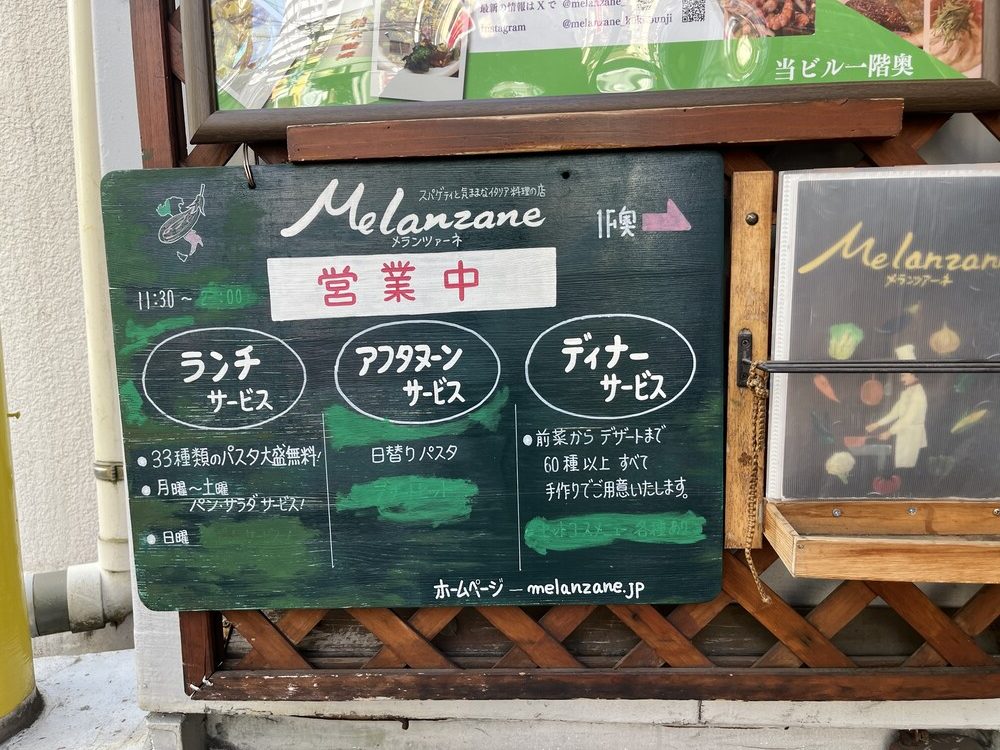 最新の情報は X で @melanzane_
Instagram @melanzane_kokubunji
当ビル一階奥
スパゲティと気ままなイタリア料理の店
Melanzane
メランツァーネ
1F奥
営業中
11:30～
ランチ
サービス
●33種類のパスタ大盛無料!
●月曜～土曜
パン・サラダ サービス!
●日曜
アフタヌーン
サービス
日替りパスタ
ディナー
サービス
●前菜から デザートまで
60種以上 すべて
手作りでご用意いたします。
ホームページ — melanzane.jp
Melanzane
メランツァーネ